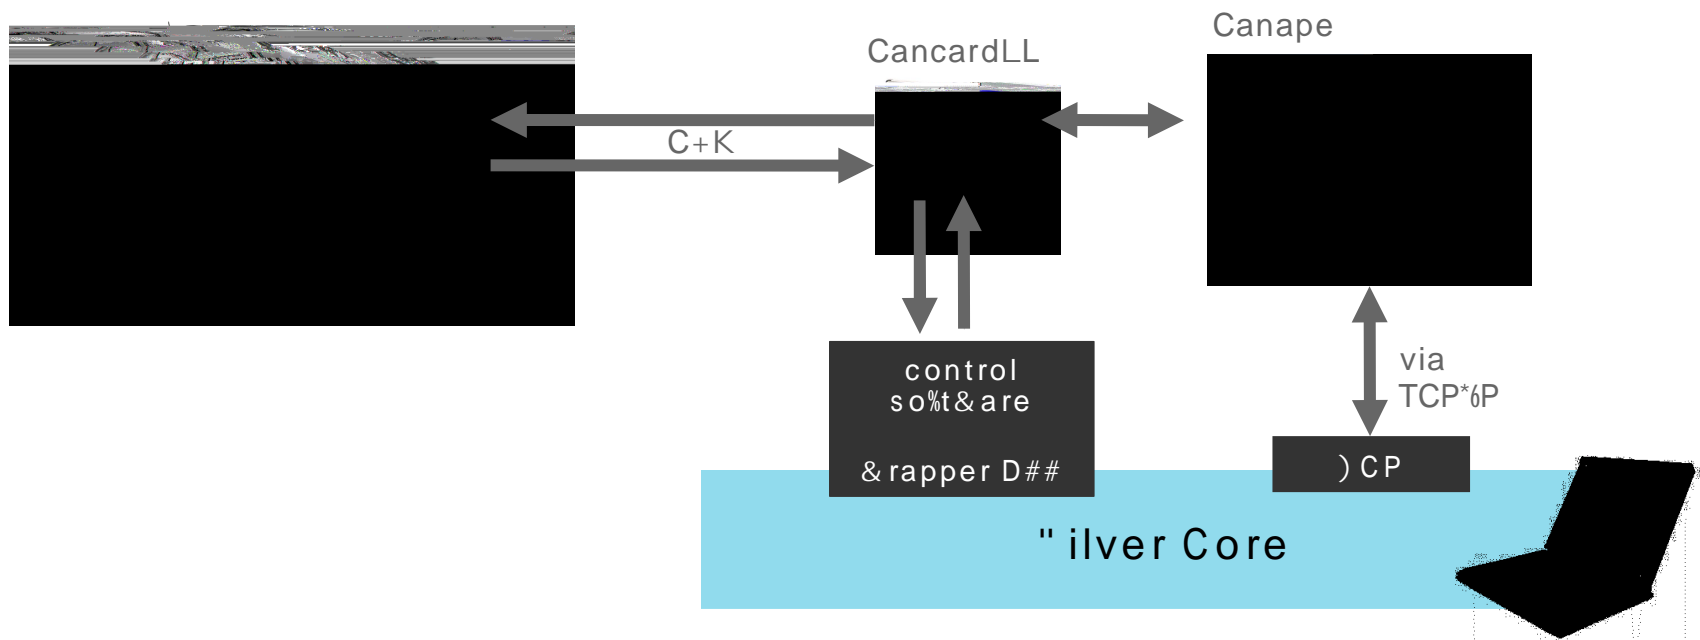 Canape
CancardLL
C+K
control
so%t&are
&rapper D##
via
TCP*6P
)CP
"ilver Core